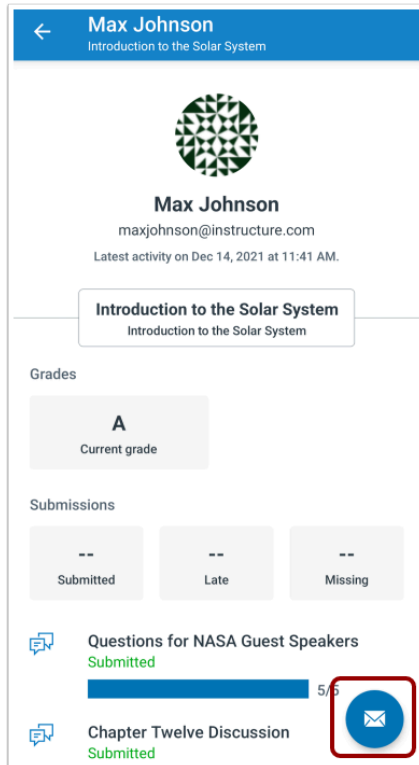 Max Johnson
Introduction to the Solar System
Max Johnson
maxjohnson@instructure.com
Latest activity on Dec 14, 2021 at 11:41 AM.
Introduction to the Solar System
Introduction to the Solar System
Grades
A
Current grade
Submissions
-- -- --
Submitted Late Missing
Questions for NASA Guest Speakers
Submitted
5/5
Chapter Twelve Discussion
Submitted